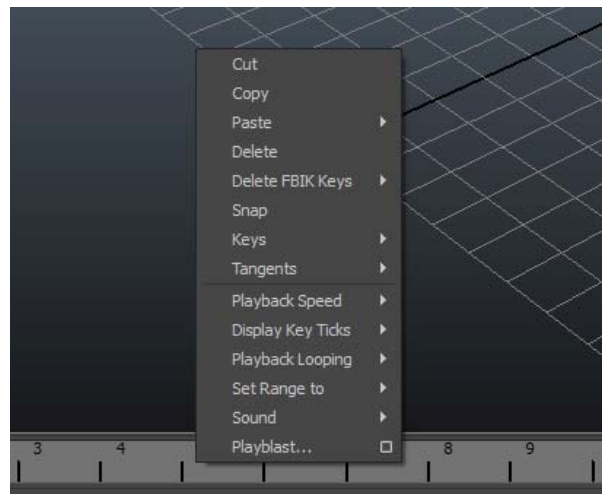 Cut
Copy
Paste
Delete
Delete FBIK Keys
Snap
Keys
Tangents
Playback Speed
Display Key Ticks
Playback Looping
Set Range to
Sound
Playblast...
3 4 8 9